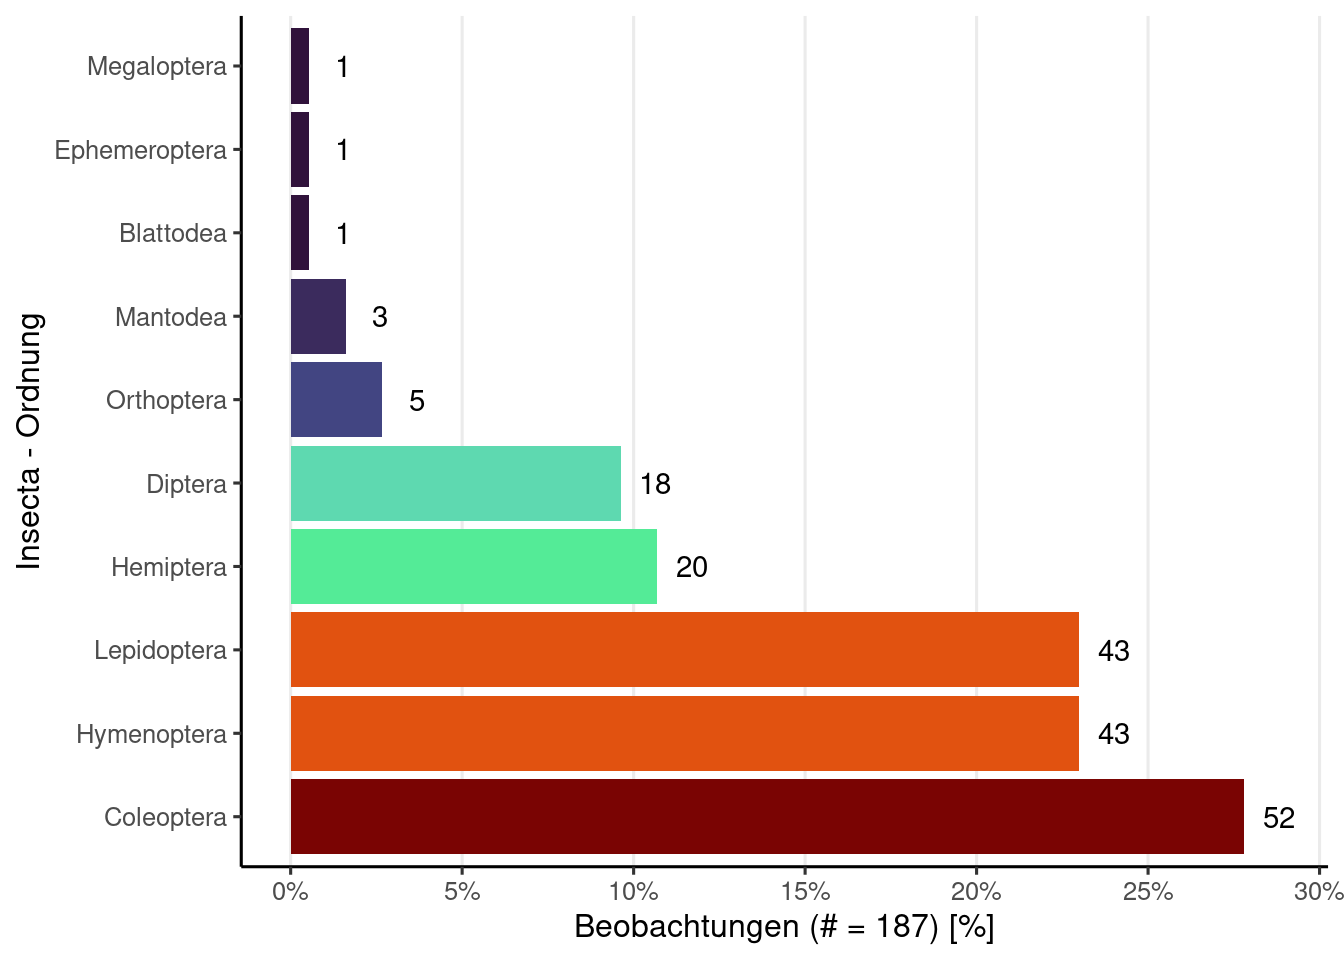 Insecta - Ordnung
Megaloptera 1
Ephemeroptera 1
Blattodea 1
Mantodea 3
Orthoptera 5
Diptera 18
Hemiptera 20
Lepidoptera 43
Hymenoptera 43
Coleoptera 52
0% 5% 10% 15% 20% 25% 30%
Beobachtungen (# = 187) [%]